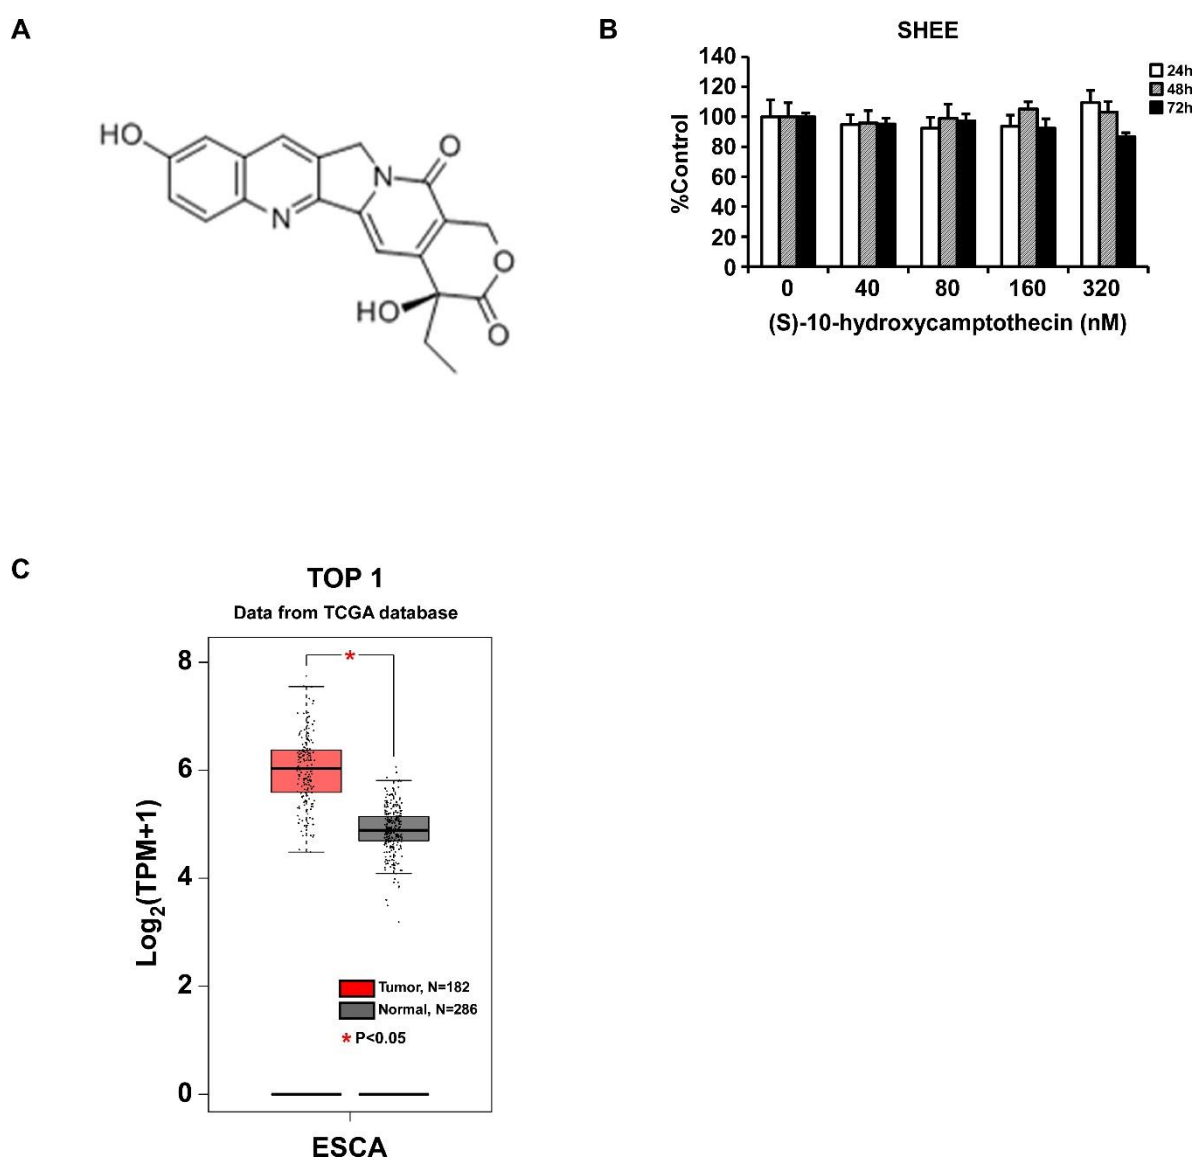 A
HO
N
N
O
O
O
HO
B
SHEE
140
120
100
80
60
40
20
0
%Control
24h
48h
72h
0 40 80 160 320
(S)-10-hydroxycamptothecin (nM)
C
TOP 1
Data from TCGA database
*
8
6
4
2
0
Log2(TPM+1)
Tumor, N=182
Normal, N=286
* P<0.05
ESCA